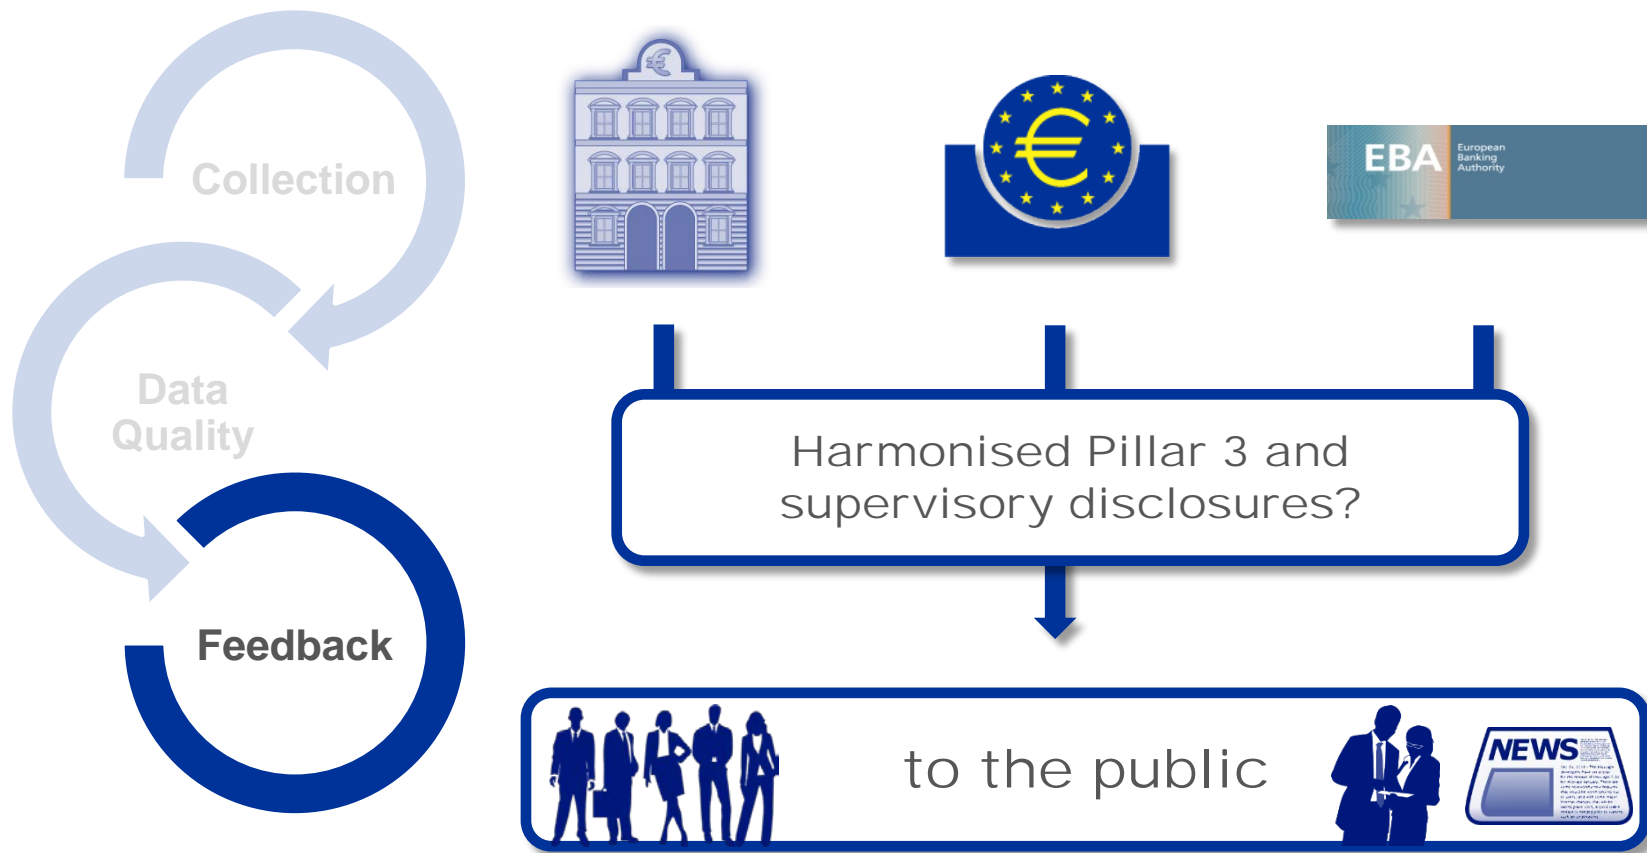 Collection
Data
Quality
Feedback
€
€
EBA
European
Banking
Authority
Harmonised Pillar 3 and
supervisory disclosures?
to the public
NEWS